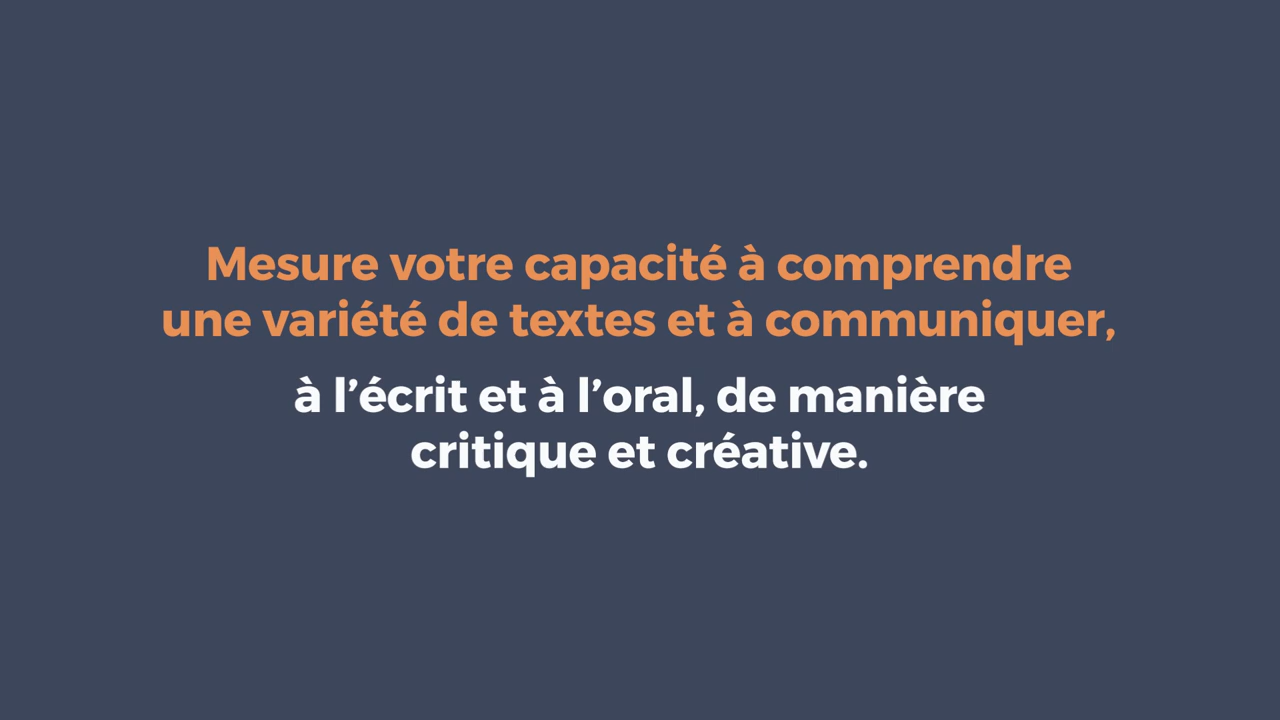 Mesure votre capacité à comprendre
une variété de textes et à communiquer,
à l’écrit et à l’oral, de manière
critique et créative.